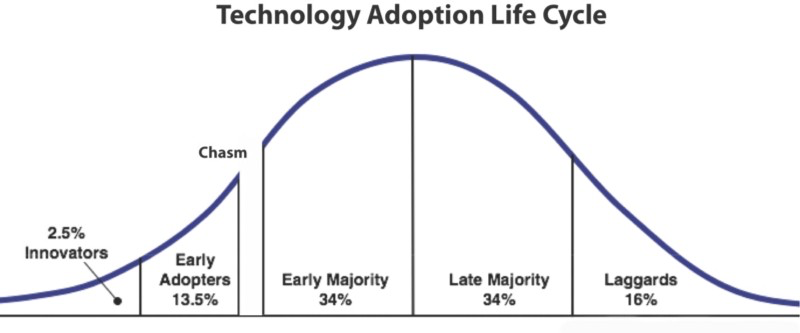 Technology Adoption Life Cycle
Chasm
2.5%
Innovators
Early
Adopters
13.5%
Early Majority
34%
Late Majority
34%
Laggards
16%